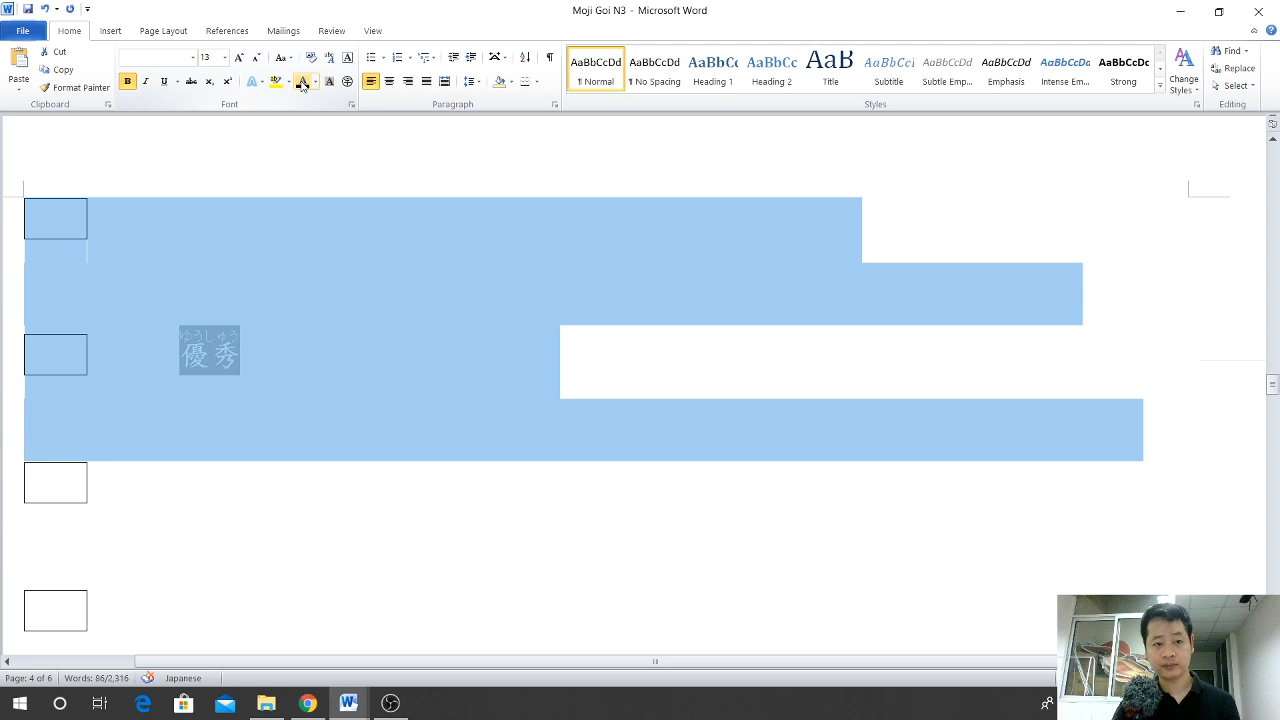 Moji Goi N3 - Microsoft Word
File Home Insert Page Layout References Mailings Review View
Cut
Copy
Format Painter
Paste
Clipboard
13
Font
Paragraph
AaBbCcDd AaBbCcDd AaBbCc AaBbCc AaB AaBbCcI AaBbCcDd AaBbCcDd AaBbCcDd AaBbCcDc
¶ Normal ¶ No Spacing Heading 1 Heading 2 Title Subtitle Subtle Emp... Emphasis Intense Em... Strong
Styles
Change Styles
Find
Replace
Select
Editing
ゆうしゅう
優秀
Page: 4 of 6 Words: 86/2,316 Japanese